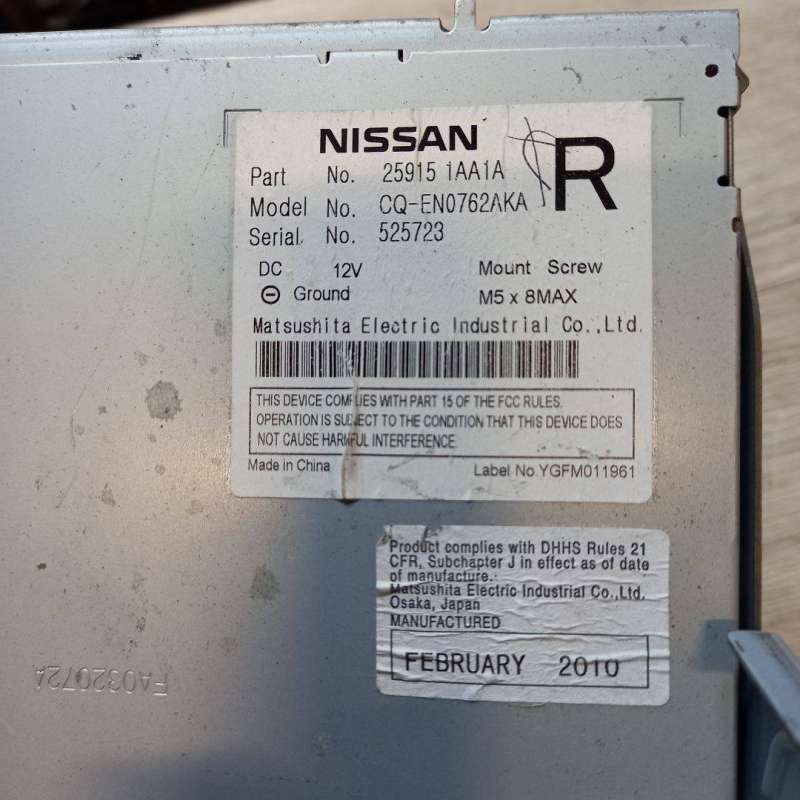 NISSAN
Part No. 25915 1AA1A
R
Model No. CQ-EN0762AKA
Serial No. 525723
DC 12V Mount Screw
⊖ Ground M5 x 8MAX
Matsushita Electric Industrial Co.,Ltd.
THIS DEVICE COMPLIES WITH PART 15 OF THE FCC RULES.
OPERATION IS SUBJECT TO THE CONDITION THAT THIS DEVICE DOES
NOT CAUSE HARMFUL INTERFERENCE.
Made in China Label No.YGFM011961
Product complies with DHHS Rules 21
CFR, Subchapter J in effect as of date
of manufacture.
Matsushita Electric Industrial Co.,Ltd.
Osaka, Japan
MANUFACTURED
FEBRUARY 2010
FA032072A